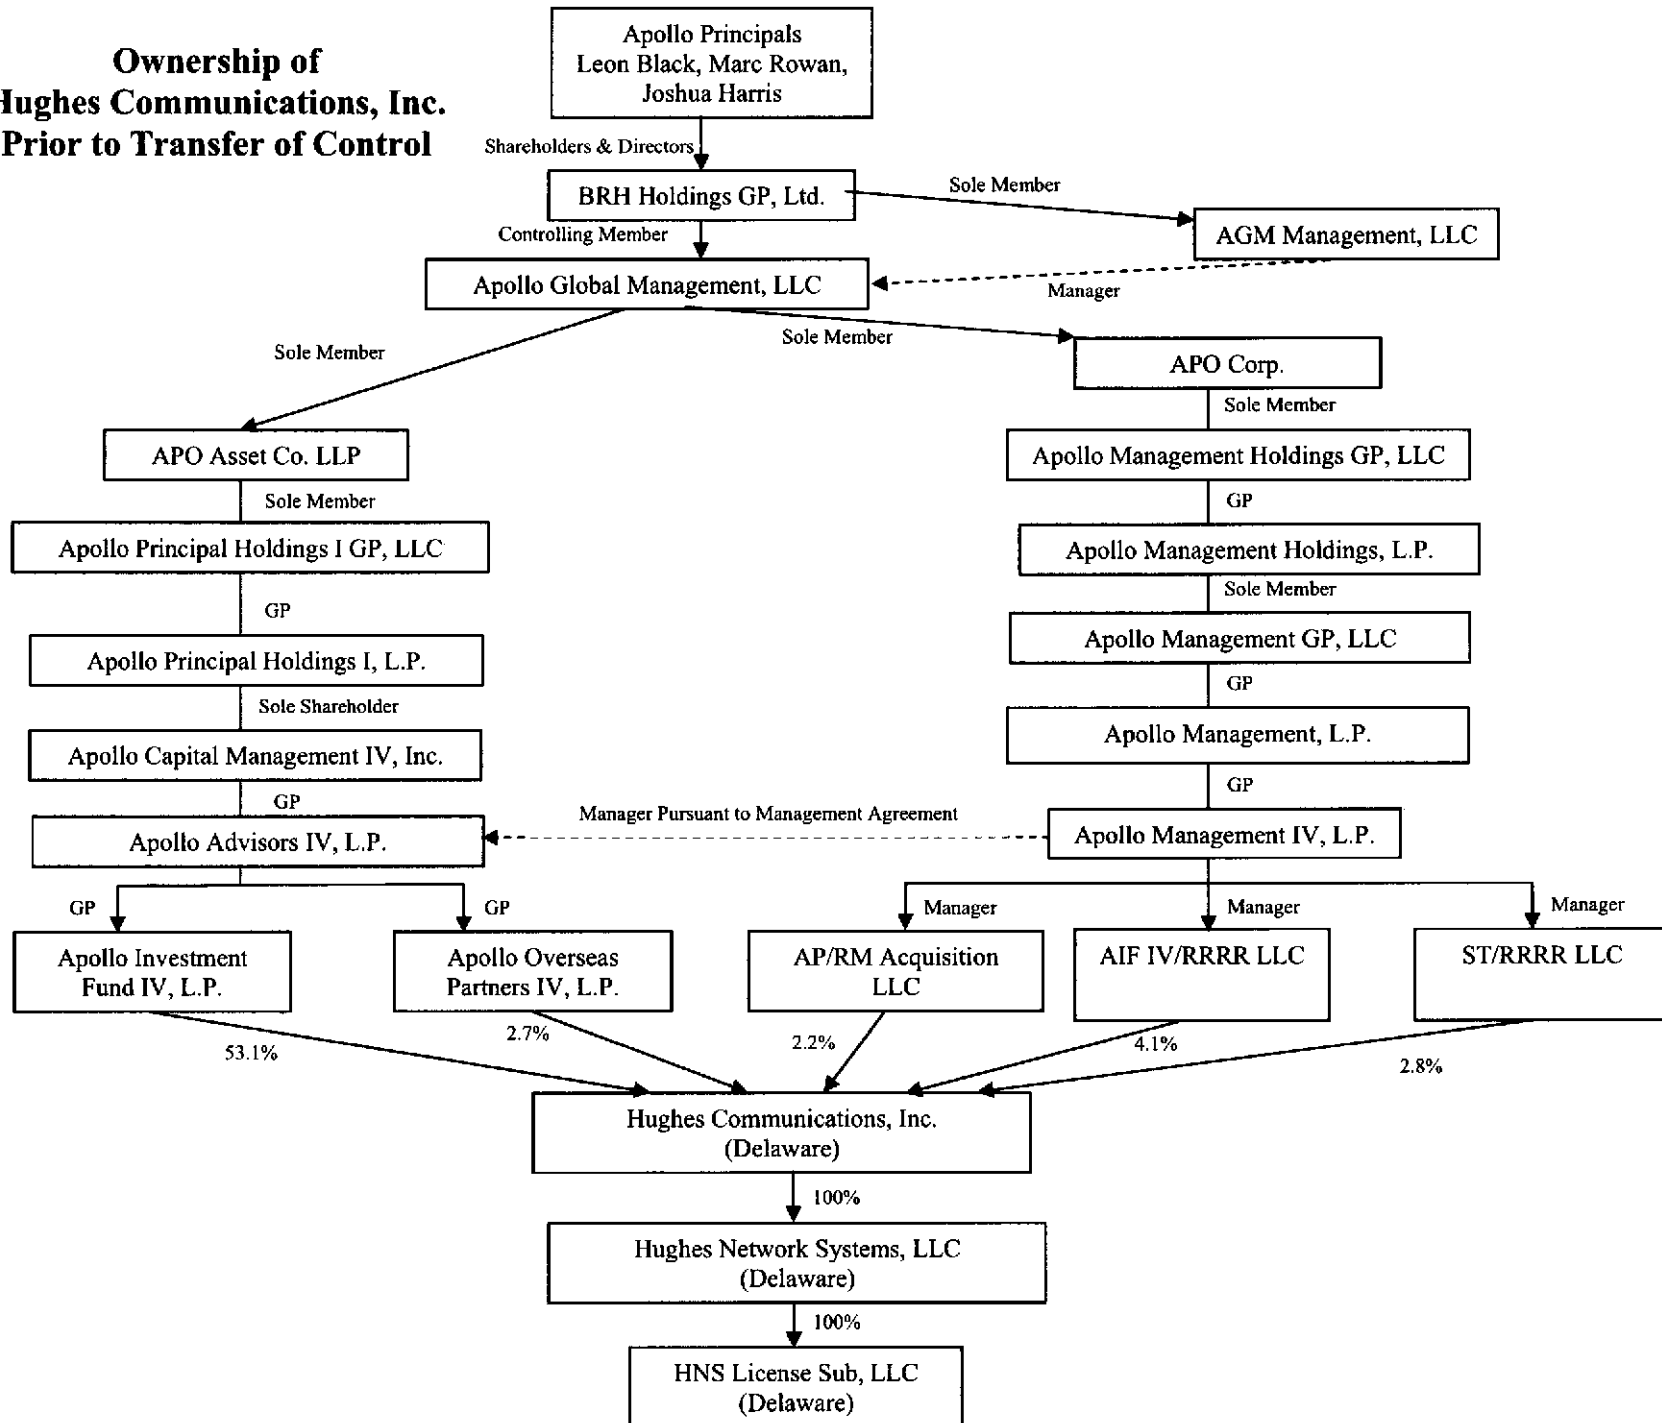 Ownership of
Hughes Communications, Inc.
Prior to Transfer of Control
Apollo Principals
Leon Black, Marc Rowan,
Joshua Harris
Shareholders & Directors
BRH Holdings GP, Ltd.
Sole Member
AGM Management, LLC
Controlling Member
Apollo Global Management, LLC
Manager
Sole Member
Sole Member
APO Corp.
Sole Member
APO Asset Co. LLP
Apollo Management Holdings GP, LLC
Sole Member
GP
Apollo Principal Holdings I GP, LLC
Apollo Management Holdings, L.P.
Sole Member
GP
Apollo Management GP, LLC
Apollo Principal Holdings I, L.P.
GP
Sole Shareholder
Apollo Management, L.P.
Apollo Capital Management IV, Inc.
GP
GP
Manager Pursuant to Management Agreement
Apollo Advisors IV, L.P.
Apollo Management IV, L.P.
GP
GP
Manager
Manager
Manager
Apollo Investment
Fund IV, L.P.
Apollo Overseas
Partners IV, L.P.
AP/RM Acquisition
LLC
AIF IV/RRRR LLC
ST/RRRR LLC
53.1%
2.7%
2.2%
4.1%
2.8%
Hughes Communications, Inc.
(Delaware)
100%
Hughes Network Systems, LLC
(Delaware)
100%
HNS License Sub, LLC
(Delaware)